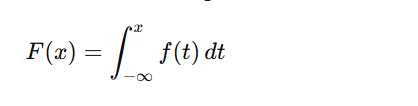 F(x) = ∫_{-∞}^{x} f(t) dt